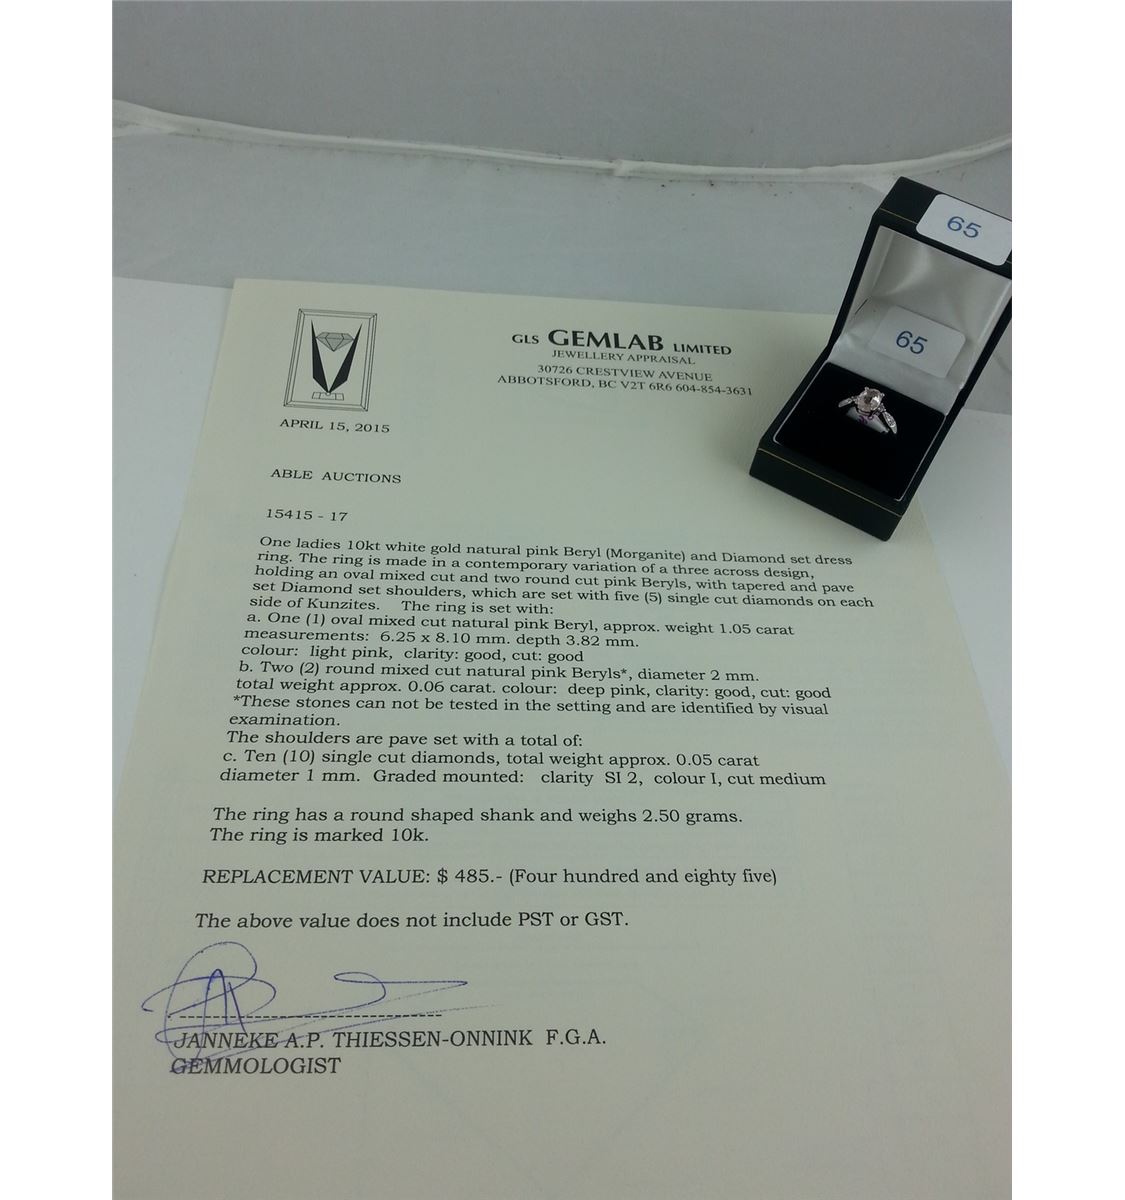 65
65
GLS GEMLAB LIMITED
JEWELLERY APPRAISAL
30726 CRESTVIEW AVENUE
ABBOTSFORD, BC V2T 6R6 604-854-3631
APRIL 15, 2015
ABLE AUCTIONS
15415 - 17
One ladies 10kt white gold natural pink Beryl (Morganite) and Diamond set dress
ring. The ring is made in a contemporary variation of a three across design,
holding an oval mixed cut and two round cut pink Beryls, with tapered and pave
set Diamond set shoulders, which are set with five (5) single cut diamonds on each
side of Kunzites. The ring is set with:
a. One (1) oval mixed cut natural pink Beryl, approx. weight 1.05 carat
measurements: 6.25 x 8.10 mm. depth 3.82 mm.
colour: light pink, clarity: good, cut: good
b. Two (2) round mixed cut natural pink Beryls*, diameter 2 mm.
total weight approx. 0.06 carat. colour: deep pink, clarity: good, cut: good
*These stones can not be tested in the setting and are identified by visual
examination.
The shoulders are pave set with a total of:
c. Ten (10) single cut diamonds, total weight approx. 0.05 carat
diameter 1 mm. Graded mounted: clarity SI 2, colour I, cut medium
The ring has a round shaped shank and weighs 2.50 grams.
The ring is marked 10k.
REPLACEMENT VALUE: $ 485.- (Four hundred and eighty five)
The above value does not include PST or GST.
JANNEKE A.P. THIESSEN-ONNINK F.G.A.
GEMMOLOGIST